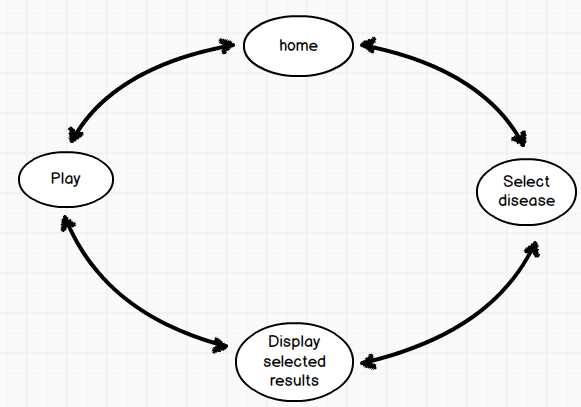 home
Play
Select
disease
Display
selected
results